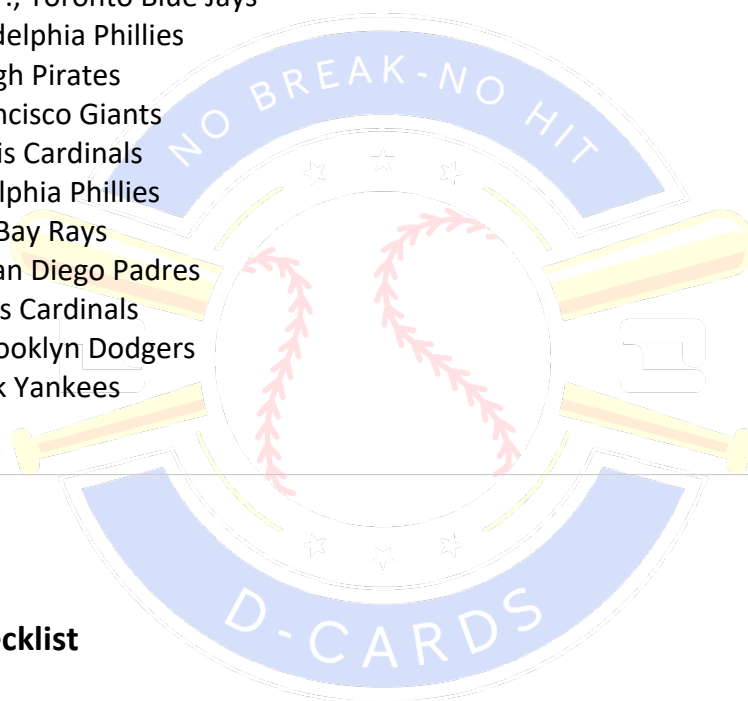 ., Toronto Blue Jays
delphia Phillies
gh Pirates
ncisco Giants
is Cardinals
lphia Phillies
Bay Rays
an Diego Padres
s Cardinals
ooklyn Dodgers
k Yankees
NO BREAK-NO HIT
D-CARDS
cklist